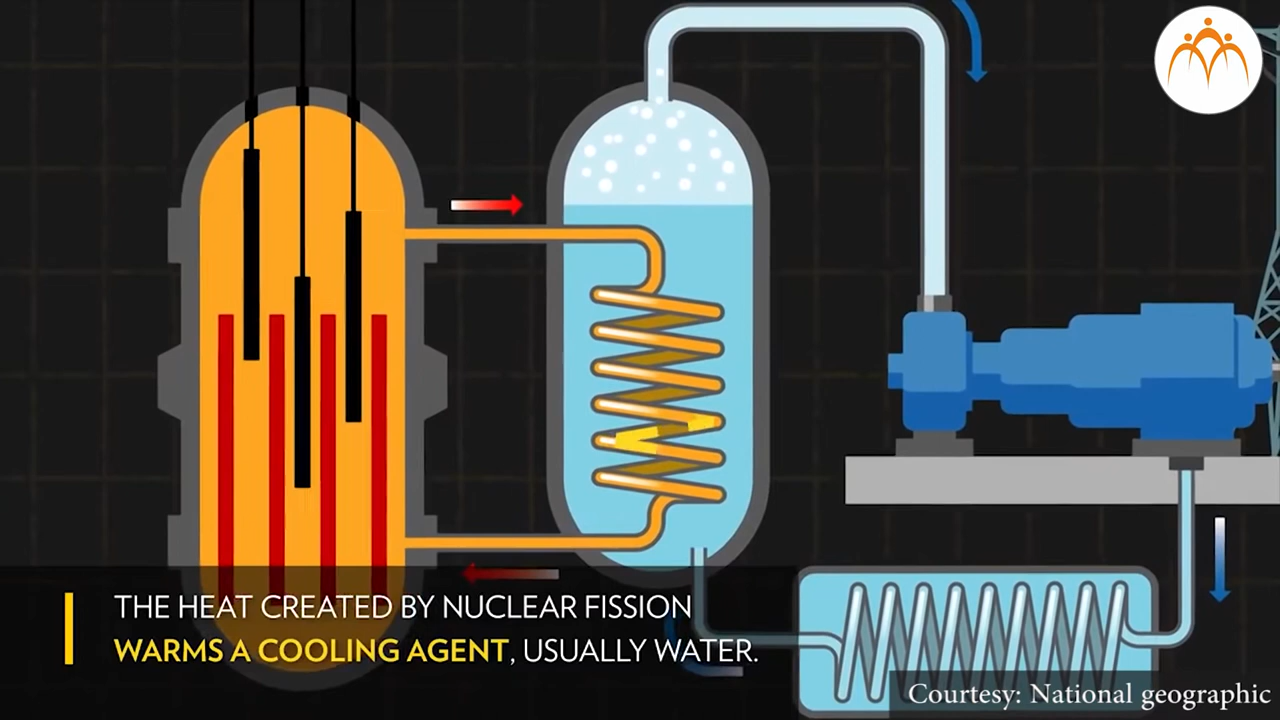 THE HEAT CREATED BY NUCLEAR FISSION
WARMS A COOLING AGENT, USUALLY WATER.
Courtesy: National geographic